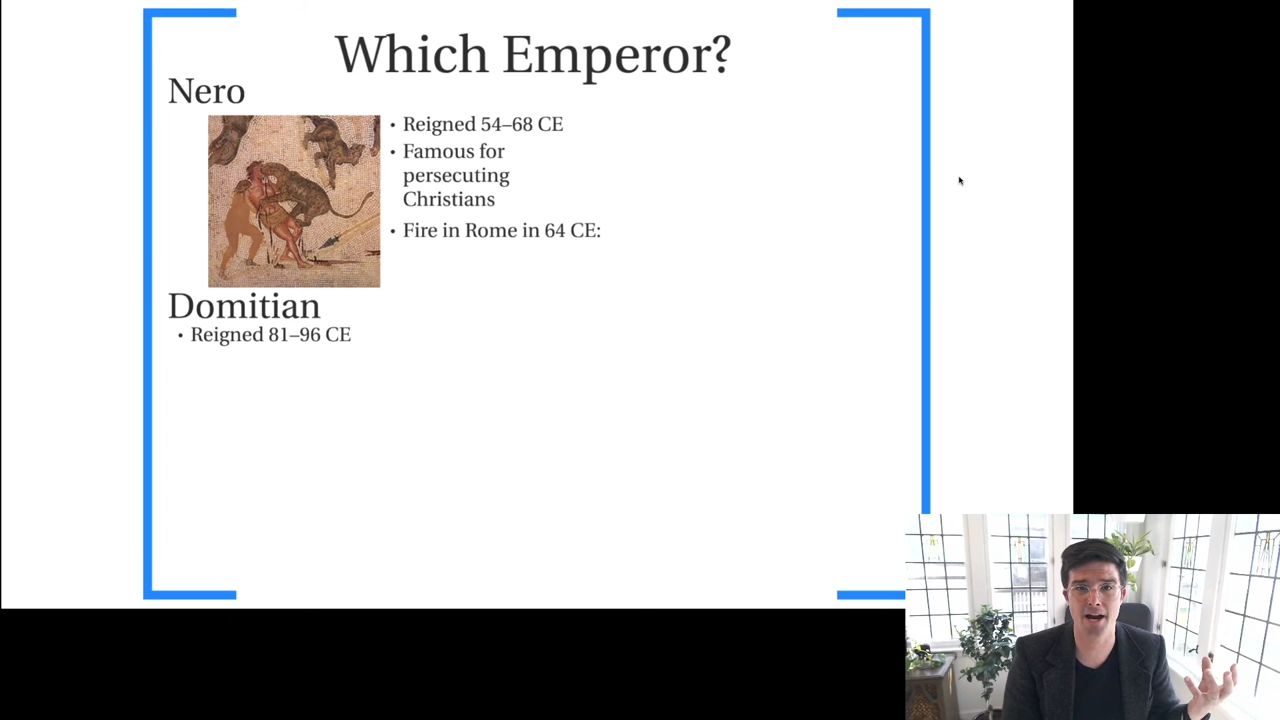 Which Emperor?
Nero
• Reigned 54–68 CE
• Famous for
persecuting
Christians
• Fire in Rome in 64 CE:
Domitian
• Reigned 81–96 CE